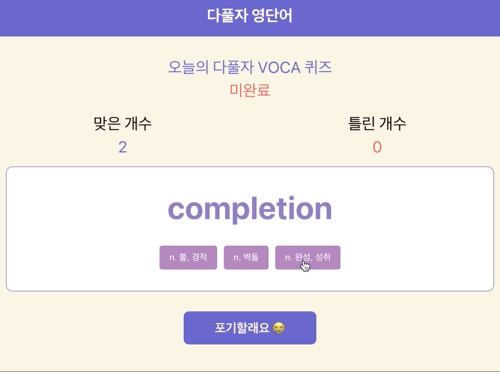 다풀자 영단어
오늘의 다풀자 VOCA 퀴즈
미완료
맞은 개수 틀린 개수
2 0
completion
n. 뿔, 경적 n. 벽돌 n. 완성, 성취
포기할래요 😂